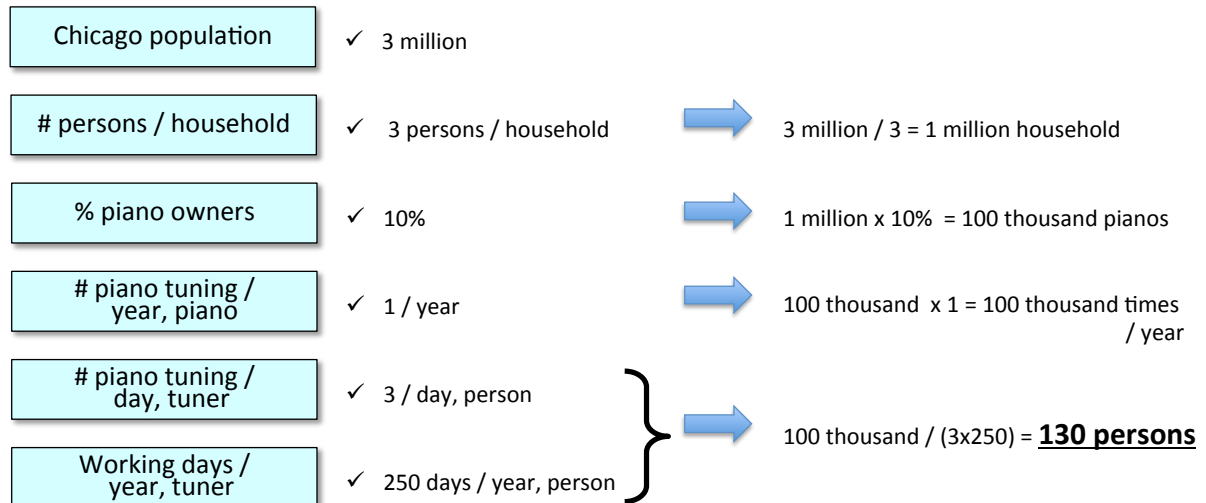 Chicago population
✓ 3 million
# persons / household
✓ 3 persons / household
3 million / 3 = 1 million household
% piano owners
✓ 10%
1 million x 10% = 100 thousand pianos
# piano tuning /
year, piano
✓ 1 / year
100 thousand x 1 = 100 thousand times
/ year
# piano tuning /
day, tuner
✓ 3 / day, person
Working days /
year, tuner
✓ 250 days / year, person
100 thousand / (3x250) = 130 persons